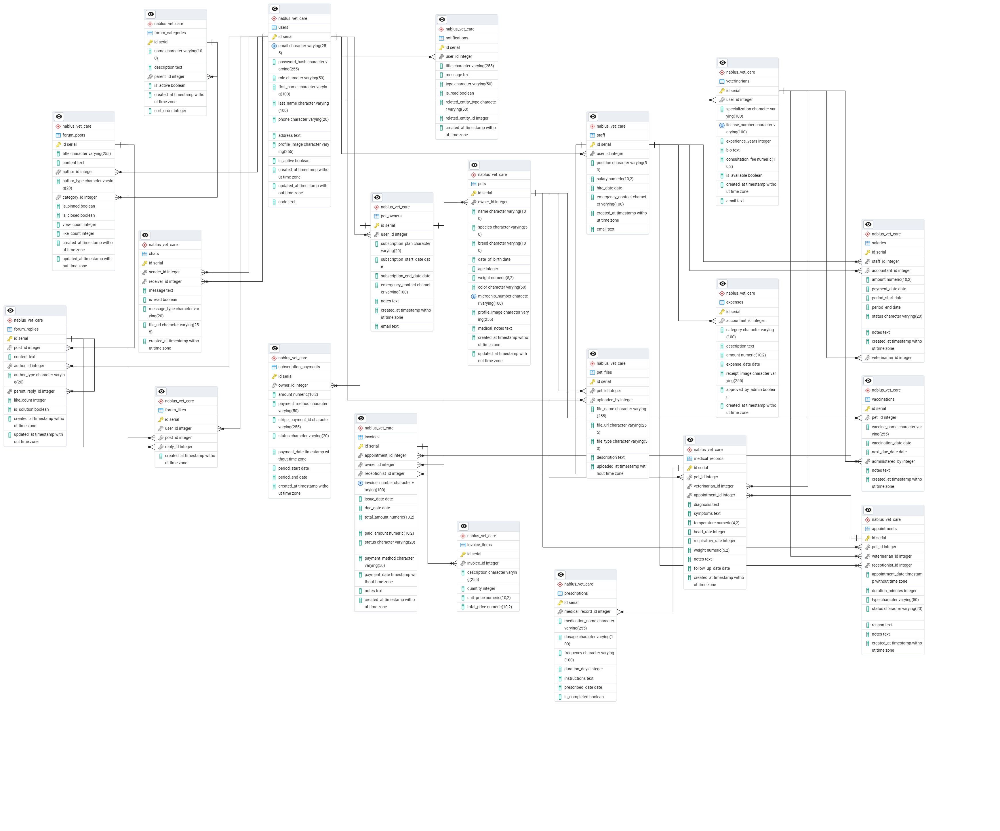 nablus_vet_care
forum_categories
id serial
name character varying(10
0)
description text
parent_id integer
is_active boolean
created_at timestamp witho
ut time zone
sort_order integer
nablus_vet_care
users
id serial
email character varying(25
5)
password_hash character v
arying(255)
role character varying(50)
first_name character varyin
g(100)
last_name character varying
(100)
phone character varying(20)
address text
profile_image character vary
ing(255)
is_active boolean
created_at timestamp witho
ut time zone
updated_at timestamp with
out time zone
code text
nablus_vet_care
notifications
id serial
user_id integer
title character varying(255)
message text
type character varying(50)
is_read boolean
related_entity_type characte
r varying(50)
related_entity_id integer
created_at timestamp witho
ut time zone
nablus_vet_care
veterinarians
id serial
user_id integer
specialization character var
ying(100)
license_number character v
arying(100)
experience_years integer
bio text
consultation_fee numeric(1
0,2)
is_available boolean
created_at timestamp witho
ut time zone
email text
nablus_vet_care
forum_posts
id serial
title character varying(255)
content text
author_id integer
author_type character varyin
g(20)
category_id integer
is_pinned boolean
is_closed boolean
view_count integer
like_count integer
created_at timestamp witho
ut time zone
updated_at timestamp with
out time zone
nablus_vet_care
staff
id serial
user_id integer
position character varying(5
0)
salary numeric(10,2)
hire_date date
emergency_contact charact
er varying(100)
created_at timestamp witho
ut time zone
email text
nablus_vet_care
pets
id serial
owner_id integer
name character varying(10
0)
species character varying(5
0)
breed character varying(10
0)
date_of_birth date
age integer
weight numeric(5,2)
color character varying(50)
microchip_number characte
r varying(100)
profile_image character vary
ing(255)
medical_notes text
created_at timestamp witho
ut time zone
updated_at timestamp with
out time zone
nablus_vet_care
pet_owners
id serial
user_id integer
subscription_plan character
varying(20)
subscription_start_date dat
e
subscription_end_date date
emergency_contact charact
er varying(100)
notes text
created_at timestamp witho
ut time zone
email text
nablus_vet_care
salaries
id serial
staff_id integer
accountant_id integer
amount numeric(10,2)
payment_date date
period_start date
period_end date
status character varying(20)
notes text
created_at timestamp witho
ut time zone
veterinarian_id integer
nablus_vet_care
chats
id serial
sender_id integer
receiver_id integer
message text
is_read boolean
message_type character var
ying(20)
file_url character varying(25
5)
created_at timestamp witho
ut time zone
nablus_vet_care
expenses
id serial
accountant_id integer
category character varying
(100)
description text
amount numeric(10,2)
expense_date date
receipt_image character var
ying(255)
approved_by_admin boolea
n
created_at timestamp witho
ut time zone
nablus_vet_care
forum_replies
id serial
post_id integer
content text
author_id integer
author_type character varyin
g(20)
parent_reply_id integer
like_count integer
is_solution boolean
created_at timestamp witho
ut time zone
updated_at timestamp with
out time zone
nablus_vet_care
subscription_payments
id serial
owner_id integer
amount numeric(10,2)
payment_method character
varying(50)
stripe_payment_id character
varying(255)
status character varying(20)
payment_date timestamp wi
thout time zone
period_start date
period_end date
created_at timestamp witho
ut time zone
nablus_vet_care
pet_files
id serial
pet_id integer
uploaded_by integer
file_name character varying
(255)
file_url character varying(25
5)
file_type character varying(5
0)
description text
uploaded_at timestamp wit
hout time zone
nablus_vet_care
vaccinations
id serial
pet_id integer
vaccine_name character var
ying(255)
vaccination_date date
next_due_date date
administered_by integer
notes text
created_at timestamp witho
ut time zone
nablus_vet_care
forum_likes
id serial
user_id integer
post_id integer
reply_id integer
created_at timestamp witho
ut time zone
nablus_vet_care
invoices
id serial
appointment_id integer
owner_id integer
receptionist_id integer
invoice_number character v
arying(100)
issue_date date
due_date date
total_amount numeric(10,2)
paid_amount numeric(10,2)
status character varying(20)
payment_method character
varying(50)
payment_date timestamp wi
thout time zone
notes text
created_at timestamp witho
ut time zone
nablus_vet_care
medical_records
id serial
pet_id integer
veterinarian_id integer
appointment_id integer
diagnosis text
symptoms text
temperature numeric(4,2)
heart_rate integer
respiratory_rate integer
weight numeric(5,2)
notes text
follow_up_date date
created_at timestamp witho
ut time zone
nablus_vet_care
appointments
id serial
pet_id integer
veterinarian_id integer
receptionist_id integer
appointment_date timestam
p without time zone
duration_minutes integer
type character varying(50)
status character varying(20)
reason text
notes text
created_at timestamp witho
ut time zone
nablus_vet_care
invoice_items
id serial
invoice_id integer
description character varyin
g(255)
quantity integer
unit_price numeric(10,2)
total_price numeric(10,2)
nablus_vet_care
prescriptions
id serial
medical_record_id integer
medication_name character
varying(255)
dosage character varying(1
00)
frequency character varying
(100)
duration_days integer
instructions text
prescribed_date date
is_completed boolean